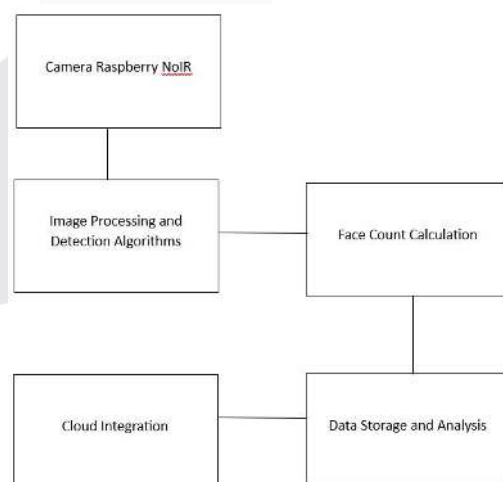 Camera Raspberry NoIR
Image Processing and
Detection Algorithms
Face Count Calculation
Cloud Integration
Data Storage and Analysis